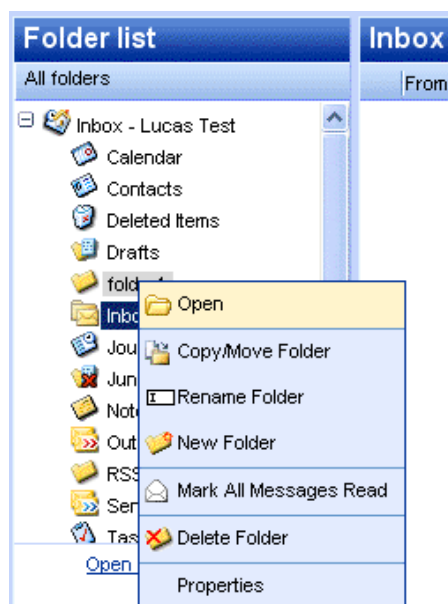 Folder list
Inbox
All folders
From
Inbox - Lucas Test
Calendar
Contacts
Deleted Items
Drafts
Open
Copy/Move Folder
Rename Folder
New Folder
Mark All Messages Read
RSS
Delete Folder
Open
Properties